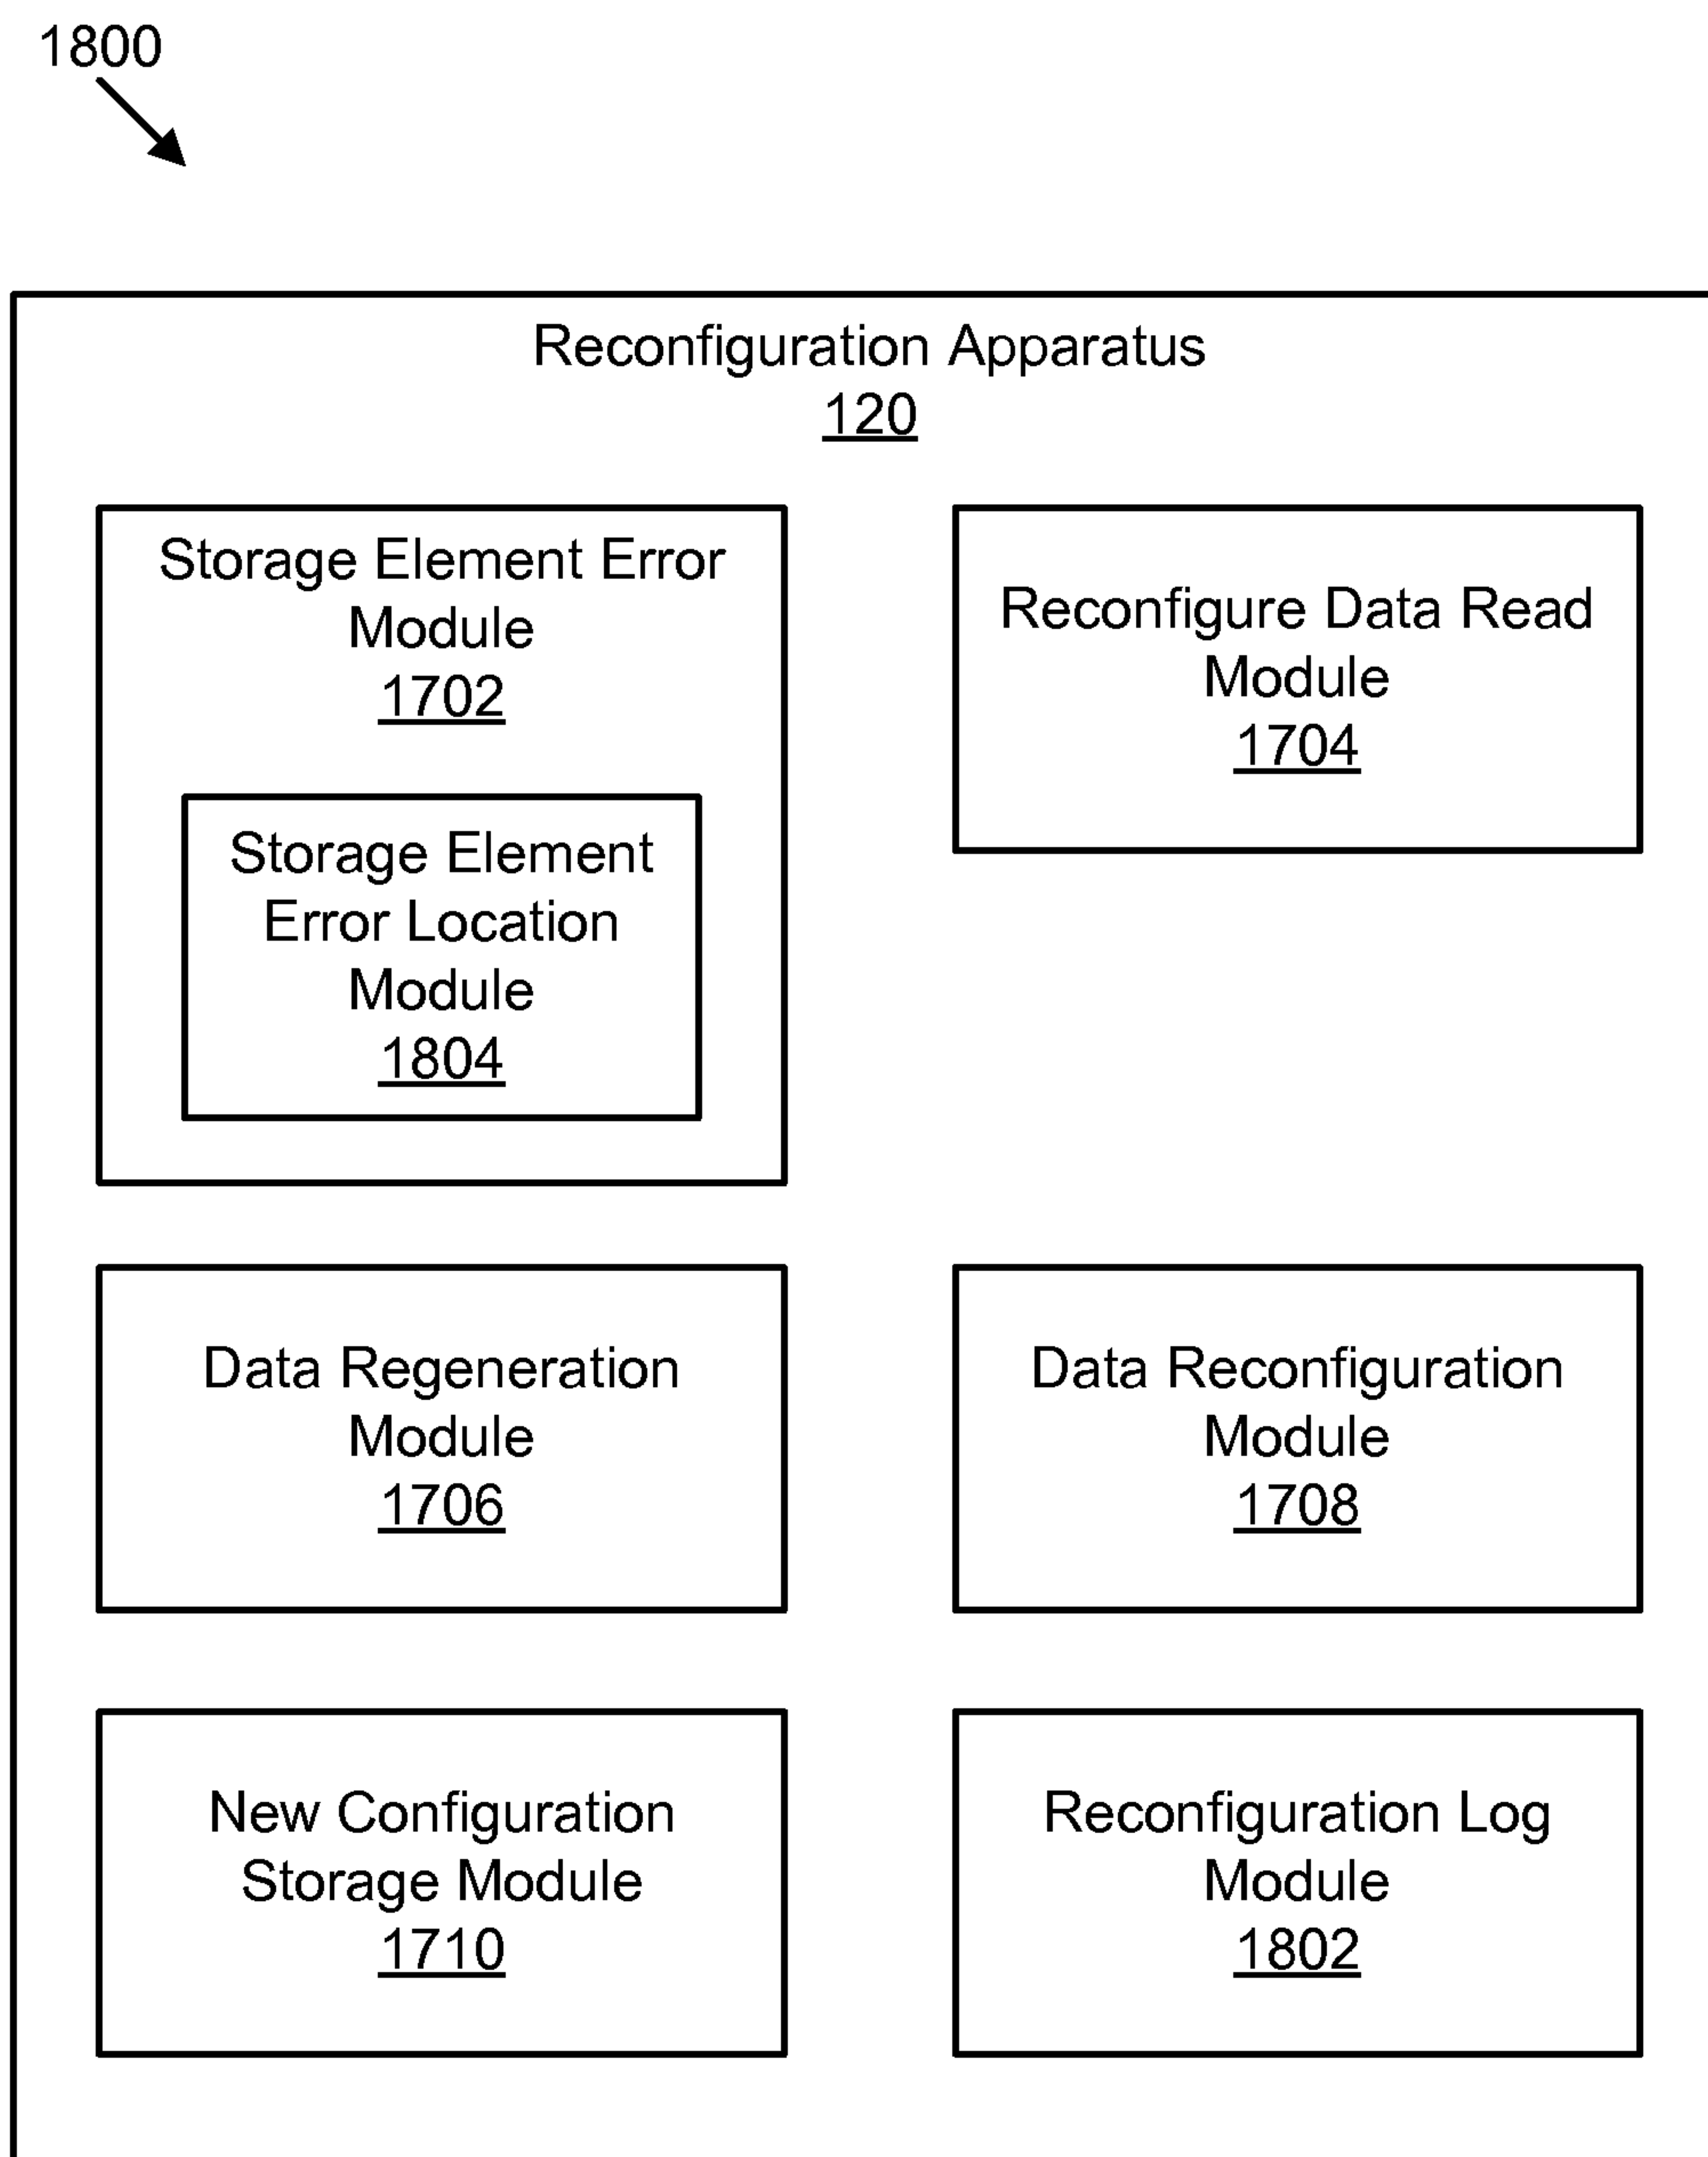 1800
Reconfiguration Apparatus
120
Storage Element Error
Module
1702
Storage Element
Error Location
Module
1804
Reconfigure Data Read
Module
1704
Data Regeneration
Module
1706
Data Reconfiguration
Module
1708
New Configuration
Storage Module
1710
Reconfiguration Log
Module
1802